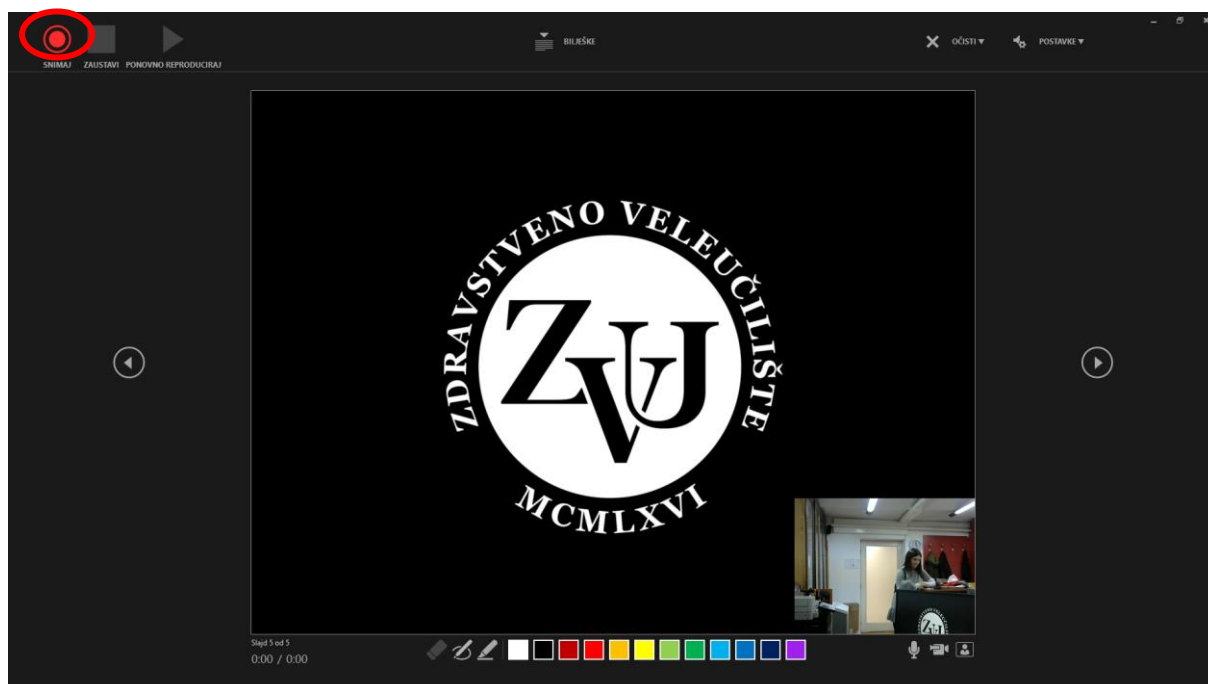 SNIMAJ ZAUSTAVI PONOVNO REPRODUCIRAJ
BILJEŠKE
OČISTI
POSTAVKE
ZDRAVSTVENO VELEUČILIŠTE
ZVU
MCMLXVI
ZVU
Slajd 5 od 5
0:00 / 0:00